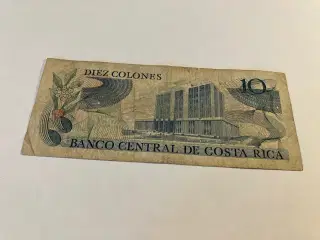 DIEZ COLONES
10
BANCO CENTRAL DE COSTA RICA